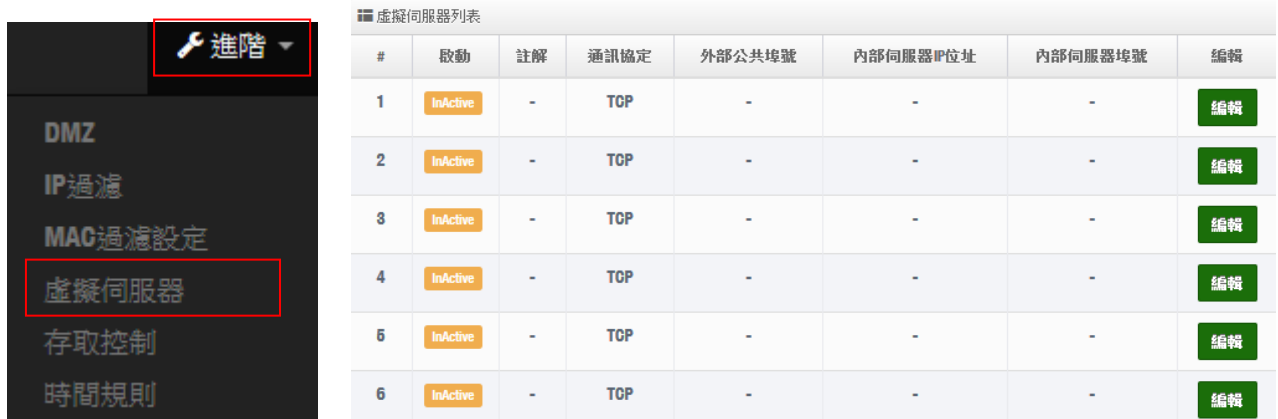 進階
DMZ
IP過濾
MAC過濾設定
虛擬伺服器
存取控制
時間規則
虛擬伺服器列表
# 啟動 註解 通訊協定 外部公共埠號 內部伺服器IP位址 內部伺服器埠號 編輯
1 InActive - TCP - - - 編輯
2 InActive - TCP - - - 編輯
3 InActive - TCP - - - 編輯
4 InActive - TCP - - - 編輯
5 InActive - TCP - - - 編輯
6 InActive - TCP - - - 編輯